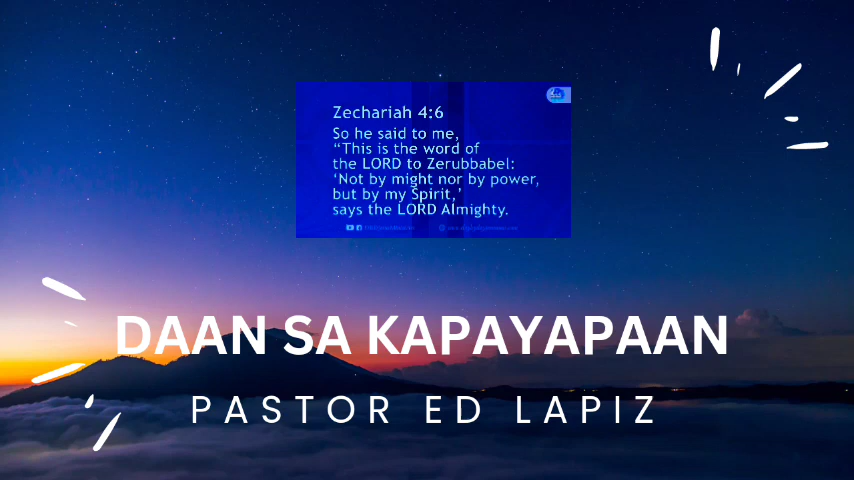 Zechariah 4:6
So he said to me,
“This is the word of
the LORD to Zerubbabel:
‘Not by might nor by power,
but by my Spirit,’
says the LORD Almighty.
DAAN SA KAPAYAPAAN
PASTOR ED LAPIZ